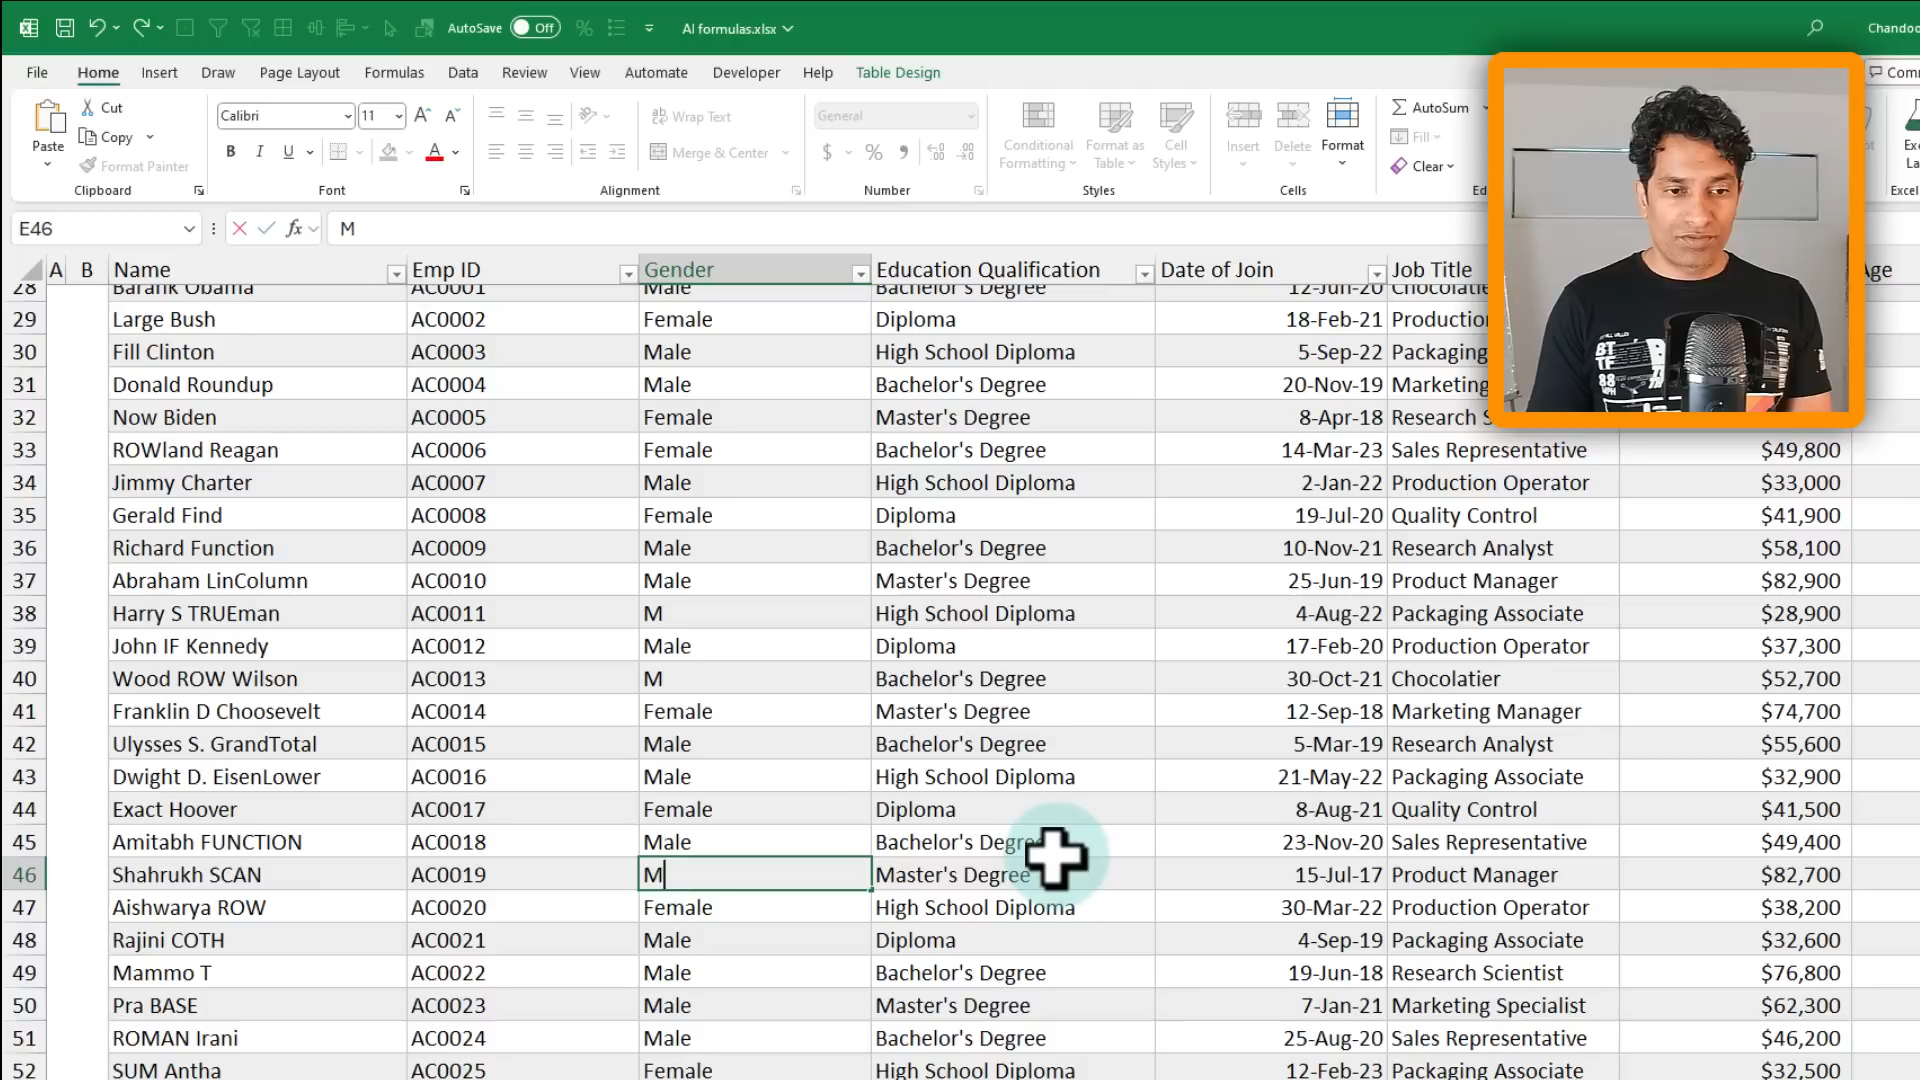 AutoSave Off AI formulas.xlsx Chandoo
File Home Insert Draw Page Layout Formulas Data Review View Automate Developer Help Table Design
Paste Cut Copy Format Painter Clipboard
Calibri 11 B I U A Font
Wrap Text Merge & Center Alignment
General $ % Number
Conditional Formatting Format as Table Cell Styles Styles
Insert Delete Format Cells
AutoSum Fill Clear
E46 fx M
A B Name Emp ID Gender Education Qualification Date of Join Job Title Age
28 Barafik Obama AC0001 Male Bachelor's Degree 12-Jun-20
29 Large Bush AC0002 Female Diploma 18-Feb-21
30 Fill Clinton AC0003 Male High School Diploma 5-Sep-22 Packaging
31 Donald Roundup AC0004 Male Bachelor's Degree 20-Nov-19 Marketing
32 Now Biden AC0005 Female Master's Degree 8-Apr-18 Research S
33 ROWland Reagan AC0006 Female Bachelor's Degree 14-Mar-23 Sales Representative $49,800
34 Jimmy Charter AC0007 Male High School Diploma 2-Jan-22 Production Operator $33,000
35 Gerald Find AC0008 Female Diploma 19-Jul-20 Quality Control $41,900
36 Richard Function AC0009 Male Bachelor's Degree 10-Nov-21 Research Analyst $58,100
37 Abraham LinColumn AC0010 Male Master's Degree 25-Jun-19 Product Manager $82,900
38 Harry S TRUEman AC0011 M High School Diploma 4-Aug-22 Packaging Associate $28,900
39 John IF Kennedy AC0012 Male Diploma 17-Feb-20 Production Operator $37,300
40 Wood ROW Wilson AC0013 M Bachelor's Degree 30-Oct-21 Chocolatier $52,700
41 Franklin D Choosevelt AC0014 Female Master's Degree 12-Sep-18 Marketing Manager $74,700
42 Ulysses S. GrandTotal AC0015 Male Bachelor's Degree 5-Mar-19 Research Analyst $55,600
43 Dwight D. EisenLower AC0016 Male High School Diploma 21-May-22 Packaging Associate $32,900
44 Exact Hoover AC0017 Female Diploma 8-Aug-21 Quality Control $41,500
45 Amitabh FUNCTION AC0018 Male Bachelor's Degree 23-Nov-20 Sales Representative $49,400
46 Shahrukh SCAN AC0019 M Master's Degree 15-Jul-17 Product Manager $82,700
47 Aishwarya ROW AC0020 Female High School Diploma 30-Mar-22 Production Operator $38,200
48 Rajini COTH AC0021 Male Diploma 4-Sep-19 Packaging Associate $32,600
49 Mammo T AC0022 Male Bachelor's Degree 19-Jun-18 Research Scientist $76,800
50 Pra BASE AC0023 Male Master's Degree 7-Jan-21 Marketing Specialist $62,300
51 ROMAN Irani AC0024 Male Bachelor's Degree 25-Aug-20 Sales Representative $46,200
52 SUM Antha AC0025 Female High School Diploma 12-Feb-23 Packaging Associate $32,500